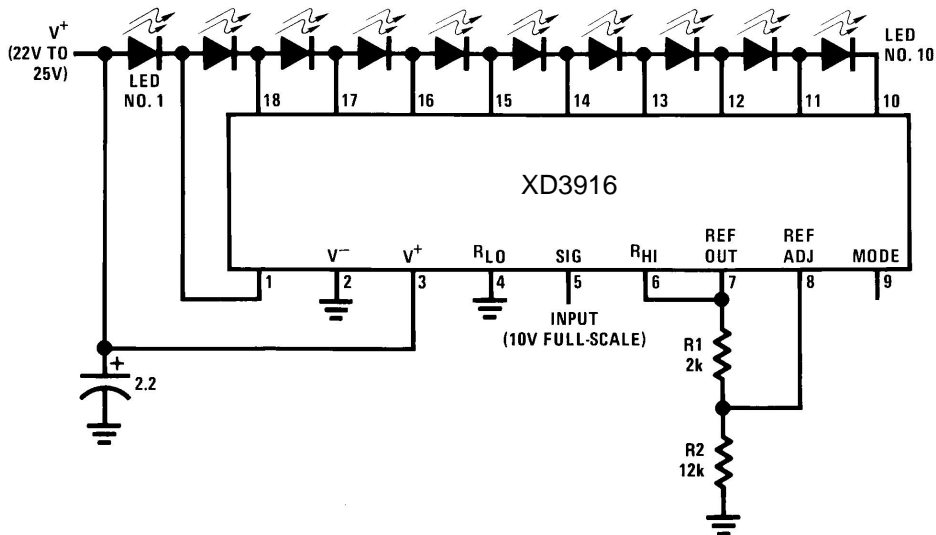 V+
(22V TO
25V)
LED
NO. 1
LED
NO. 10
18 17 16 15 14 13 12 11 10
XD3916
V− V+ RLO SIG RHI REF OUT REF ADJ MODE
1 2 3 4 5 6 7 8 9
INPUT
(10V FULL-SCALE)
+
2.2
R1
2k
R2
12k